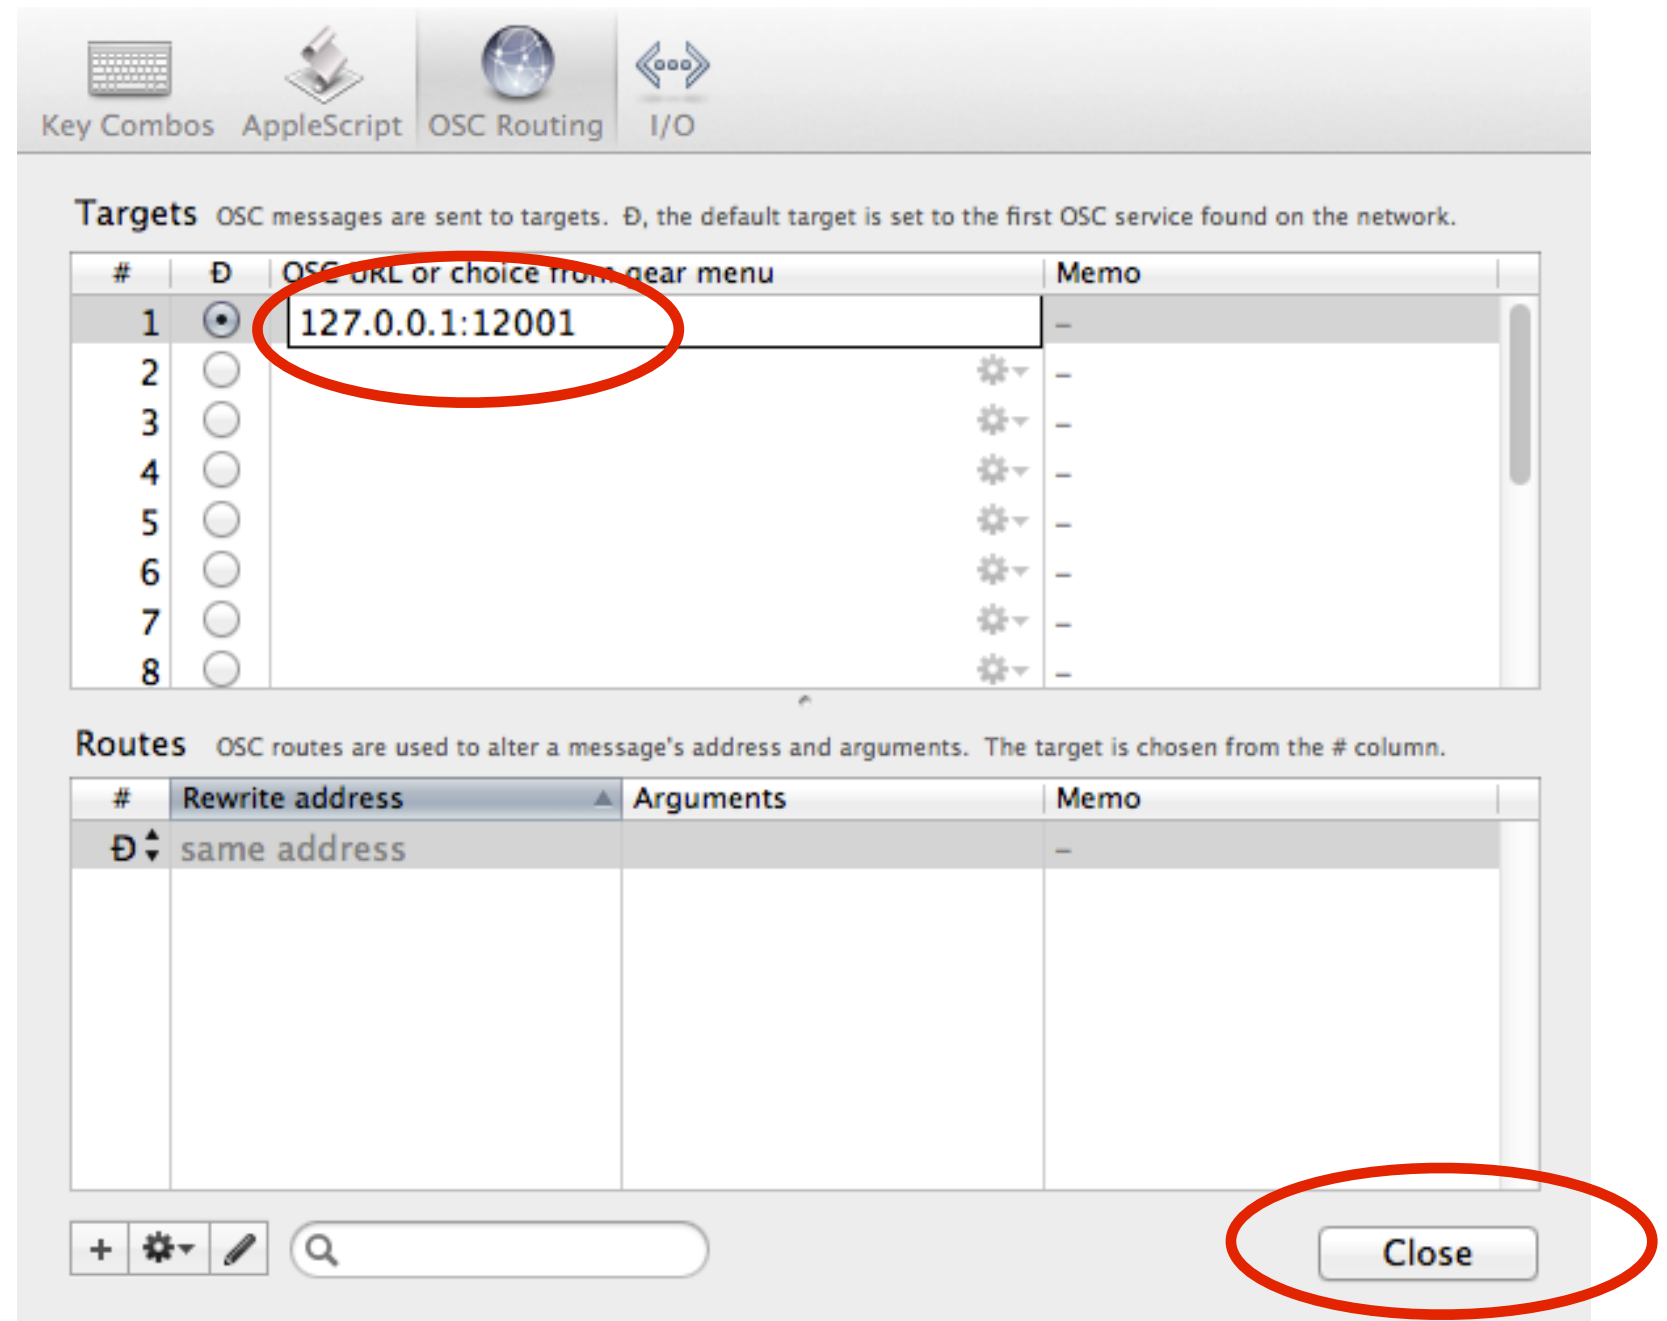 Key Combos AppleScript OSC Routing I/O
Targets OSC messages are sent to targets. Đ, the default target is set to the first OSC service found on the network.
# Đ OSC URL or choice from gear menu Memo
1 127.0.0.1:12001 –
2 –
3 –
4 –
5 –
6 –
7 –
8 –
Routes OSC routes are used to alter a message's address and arguments. The target is chosen from the # column.
# Rewrite address Arguments Memo
Đ same address –
+ Close